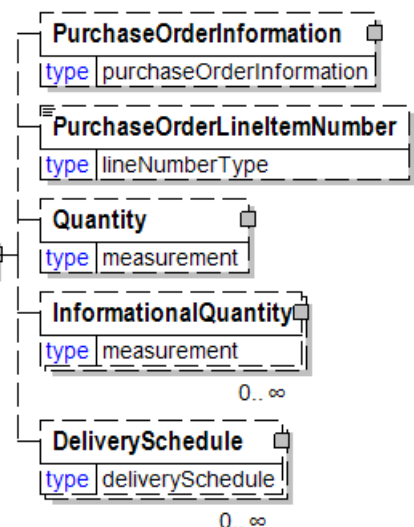 PurchaseOrderInformation
type purchaseOrderInformation
PurchaseOrderLineItemNumber
type lineNumberType
Quantity
type measurement
InformationalQuantity
type measurement
0.. ∞
DeliverySchedule
type deliverySchedule
0.. ∞